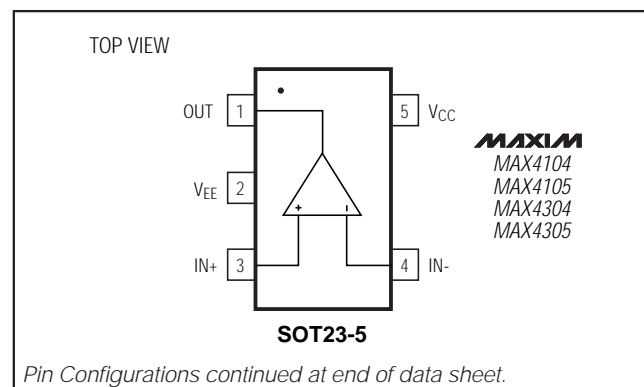 TOP VIEW
OUT 1
5 VCC
VEE 2
IN+ 3
4 IN-
+ -
MAXIM
MAX4104
MAX4105
MAX4304
MAX4305
SOT23-5
Pin Configurations continued at end of data sheet.